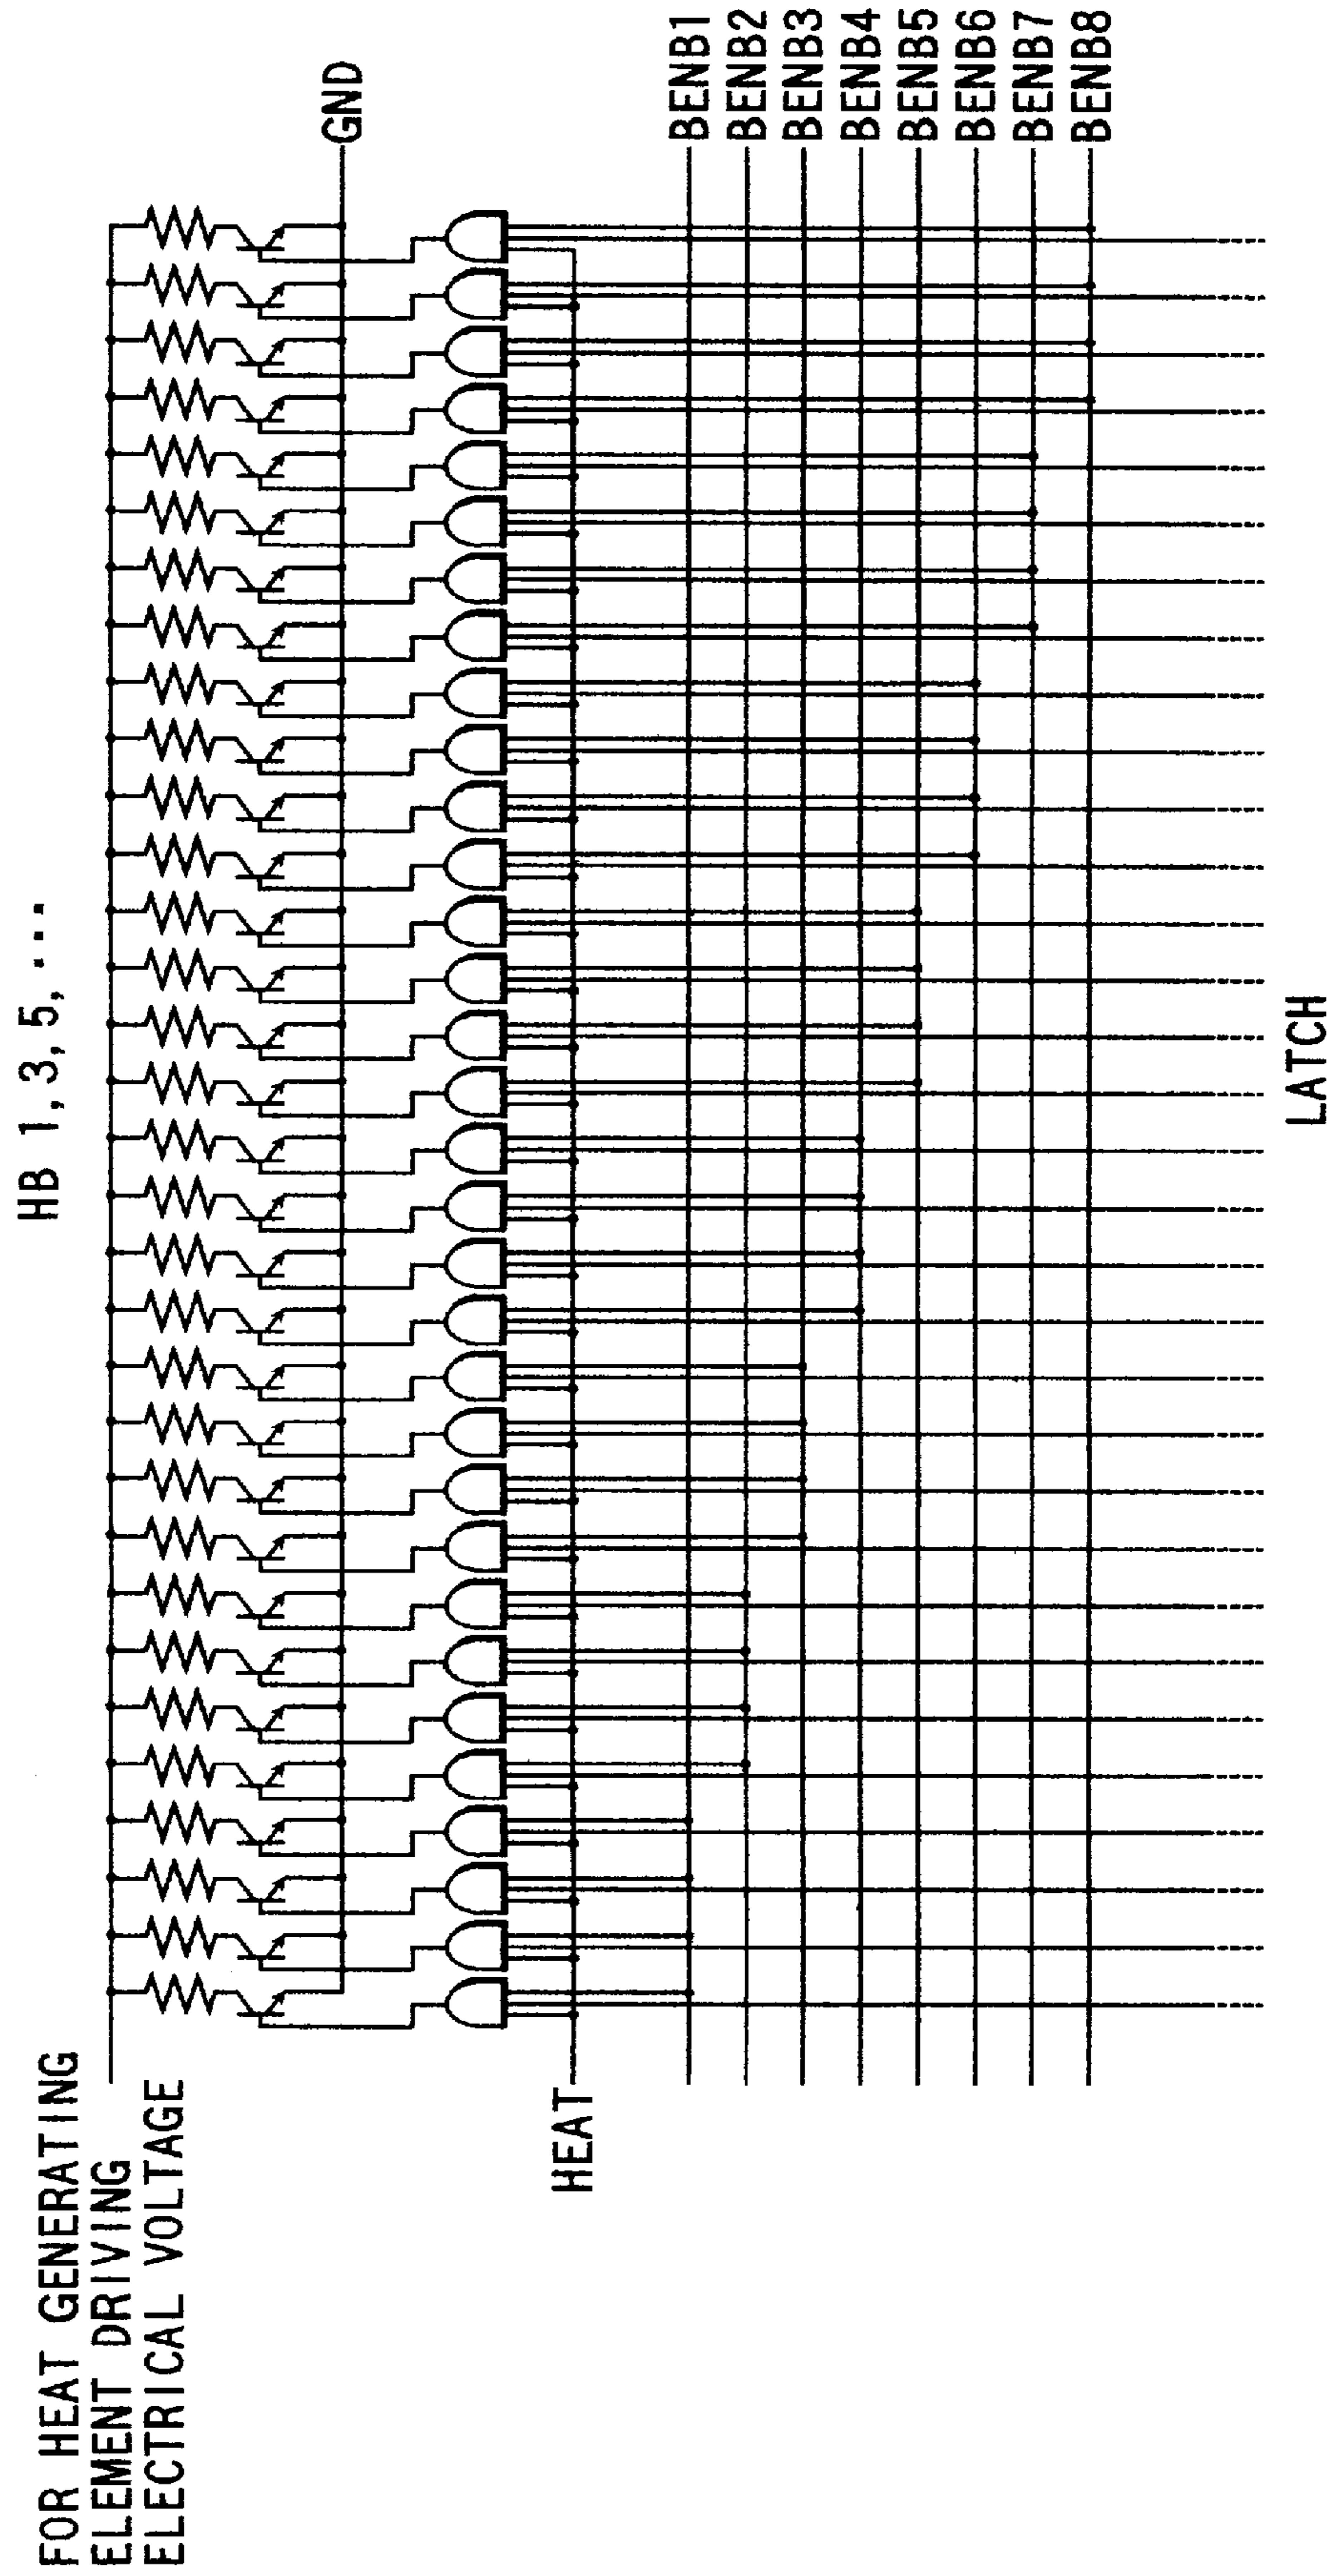 HB 1, 3, 5, ···
FOR HEAT GENERATING
ELEMENT DRIVING
ELECTRICAL VOLTAGE
GND
HEAT
BENB1
BENB2
BENB3
BENB4
BENB5
BENB6
BENB7
BENB8
LATCH